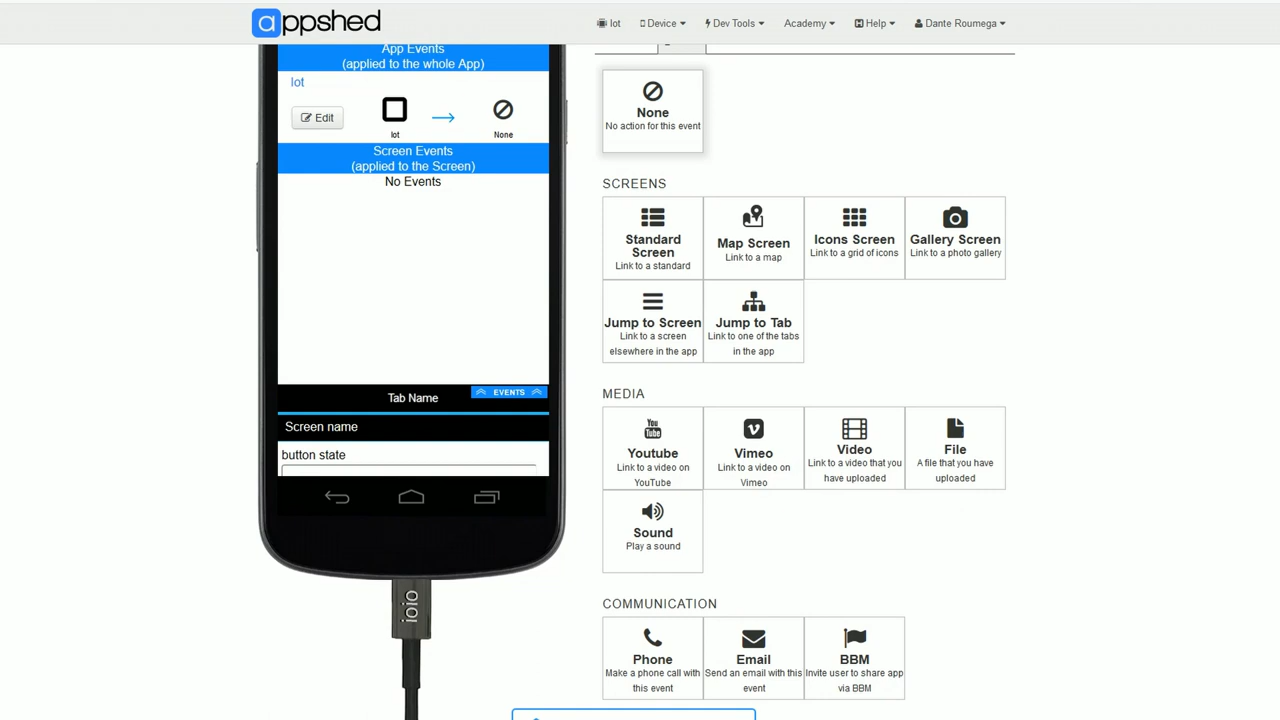 appshed
Iot
Device
Dev Tools
Academy
Help
Dante Roumega
App Events
(applied to the whole App)
Iot
Edit
Iot
None
Screen Events
(applied to the Screen)
No Events
Tab Name
EVENTS
Screen name
button state
ioio
None
No action for this event
SCREENS
Standard
Screen
Link to a standard
Map Screen
Link to a map
Icons Screen
Link to a grid of icons
Gallery Screen
Link to a photo gallery
Jump to Screen
Link to a screen
elsewhere in the app
Jump to Tab
Link to one of the tabs
in the app
MEDIA
You
Tube
Youtube
Link to a video on
YouTube
Vimeo
Link to a video on
Vimeo
Video
Link to a video that you
have uploaded
File
A file that you have
uploaded
Sound
Play a sound
COMMUNICATION
Phone
Make a phone call with
this event
Email
Send an email with this
event
BBM
Invite user to share app
via BBM